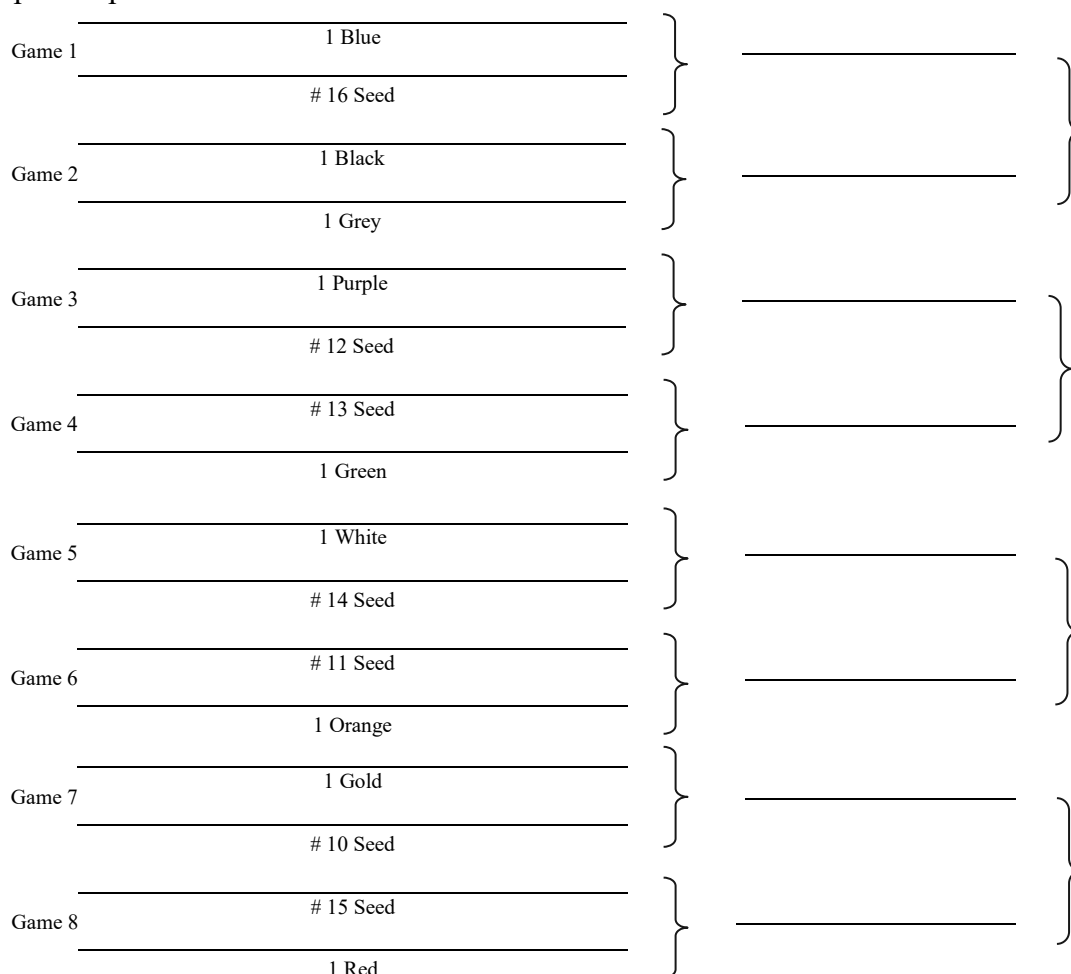 Game 1
1 Blue
# 16 Seed
Game 2
1 Black
1 Grey
Game 3
1 Purple
# 12 Seed
Game 4
# 13 Seed
1 Green
Game 5
1 White
# 14 Seed
Game 6
# 11 Seed
1 Orange
Game 7
1 Gold
# 10 Seed
Game 8
# 15 Seed
1 Red